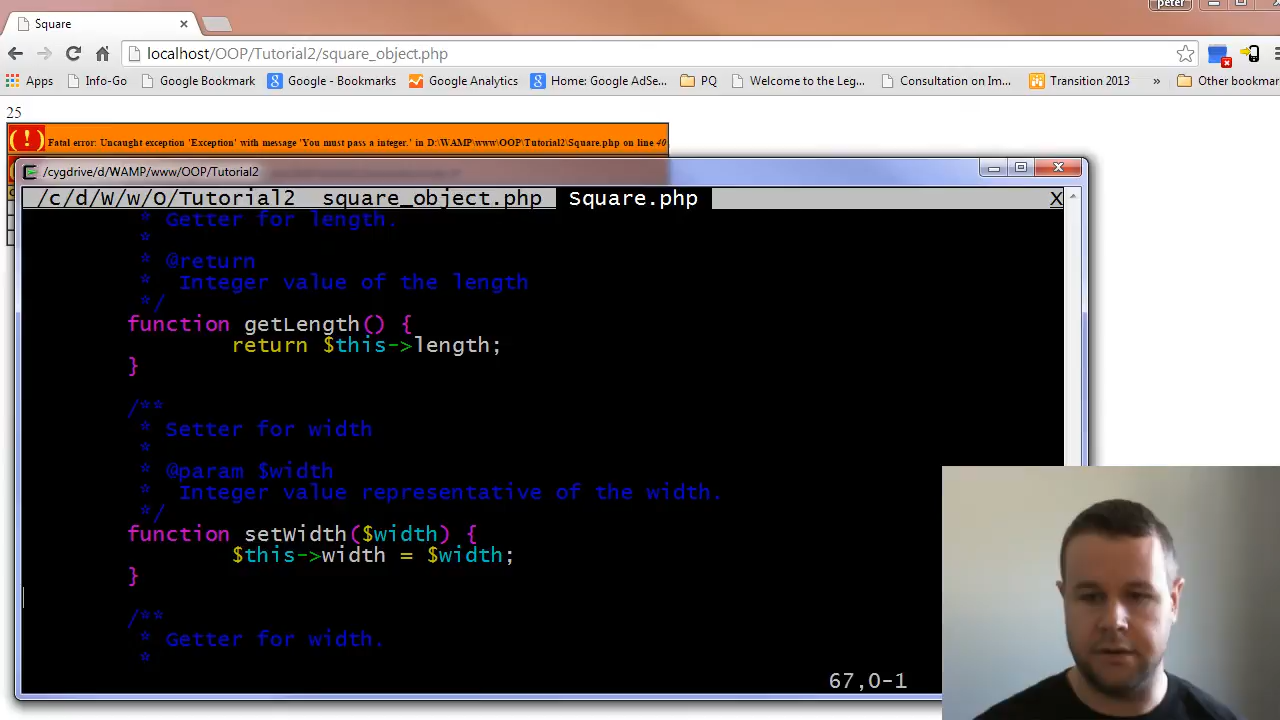 peter
Square
localhost/OOP/Tutorial2/square_object.php
Apps Info-Go Google Bookmark Google - Bookmarks Google Analytics Home: Google AdSe... PQ Welcome to the Leg... Consultation on Im... Transition 2013 » Other bookmar
25
(!) Fatal error: Uncaught exception 'Exception' with message 'You must pass a integer.' in D:\WAMP\www\OOP\Tutorial2\Square.php on line 40
/cygdrive/d/WAMP/www/OOP/Tutorial2
/c/d/W/w/O/Tutorial2 square_object.php Square.php X
* Getter for length.
*
* @return
* Integer value of the length
*/
function getLength() {
return $this->length;
}
/**
* Setter for width
*
* @param $width
* Integer value representative of the width.
*/
function setWidth($width) {
$this->width = $width;
}
/**
* Getter for width.
*
67,0-1